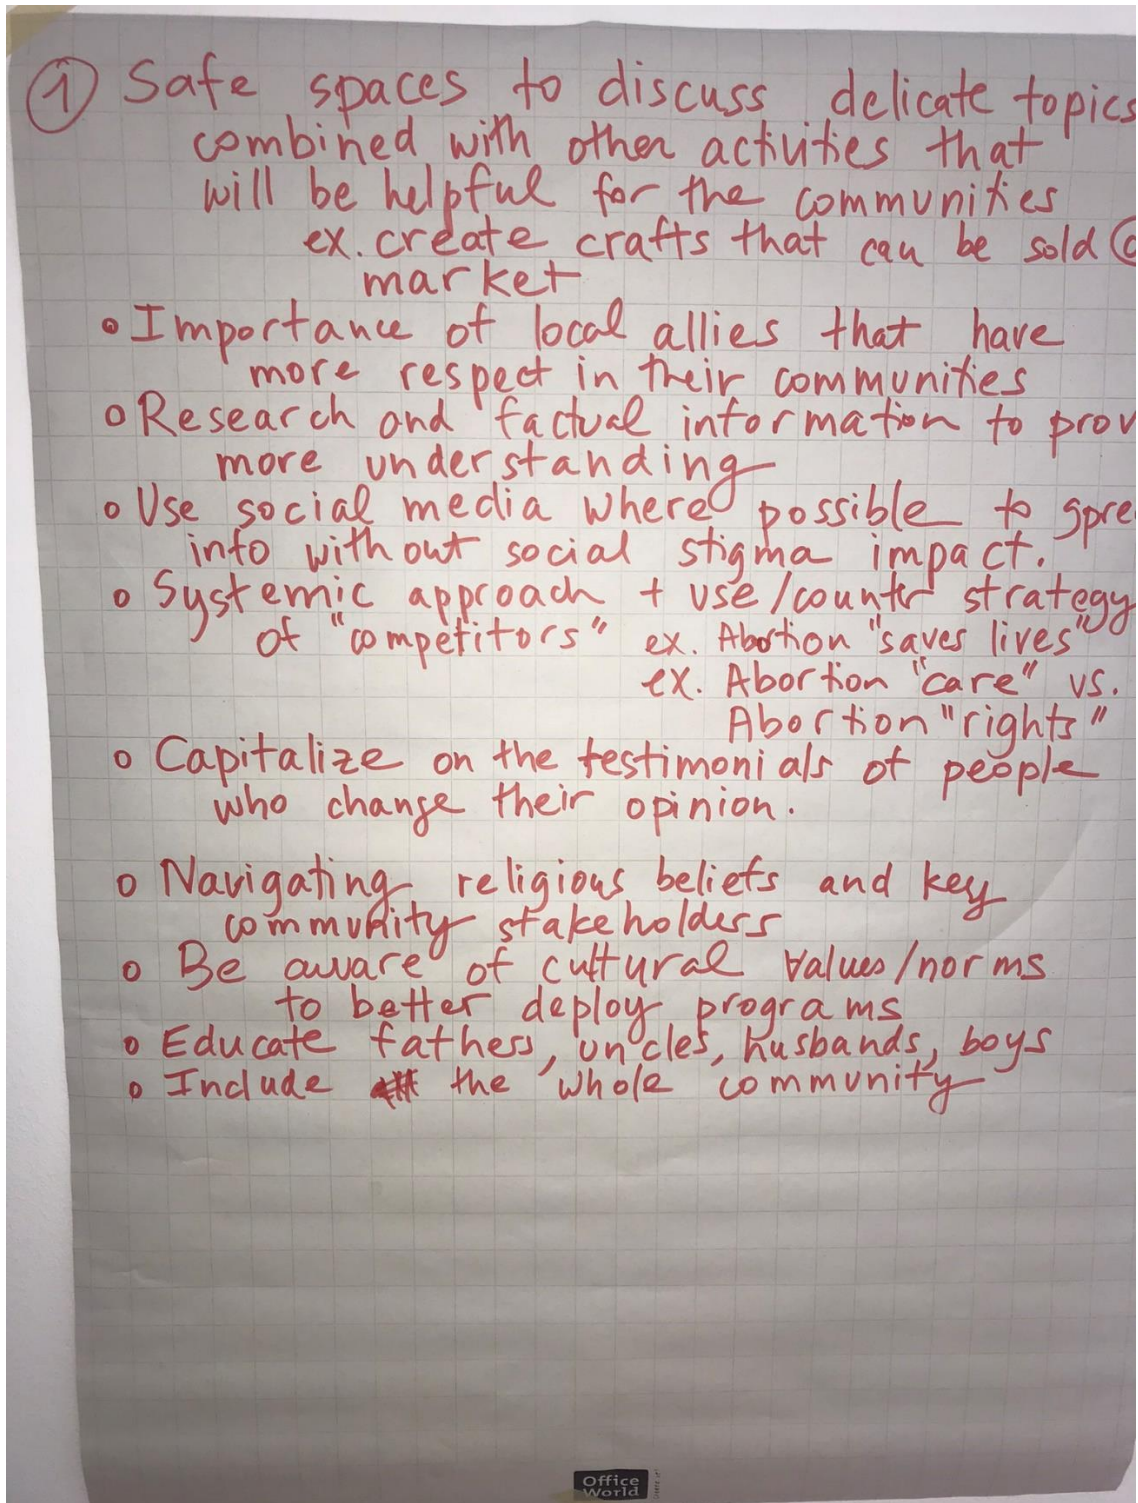 ① Safe spaces to discuss delicate topics
combined with other activities that
will be helpful for the communities
ex. create crafts that can be sold @
market
o Importance of local allies that have
more respect in their communities
o Research and factual information to prov
more understanding
o Use social media where possible to spre
info without social stigma impact.
o Systemic approach + use/counter strategy
of "competitors" ex. Abortion "saves lives"
ex. Abortion "care" vs.
Abortion "rights"
o Capitalize on the testimonials of people
who change their opinion.
o Navigating religious beliefs and key
community stakeholders
o Be aware of cultural values/norms
to better deploy programs
o Educate fathers, uncles, husbands, boys
o Include the whole community
Office
World